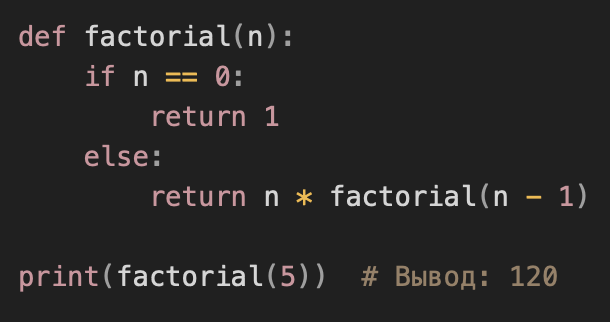 def factorial(n):
    if n == 0:
        return 1
    else:
        return n * factorial(n - 1)

print(factorial(5))  # Вывод: 120